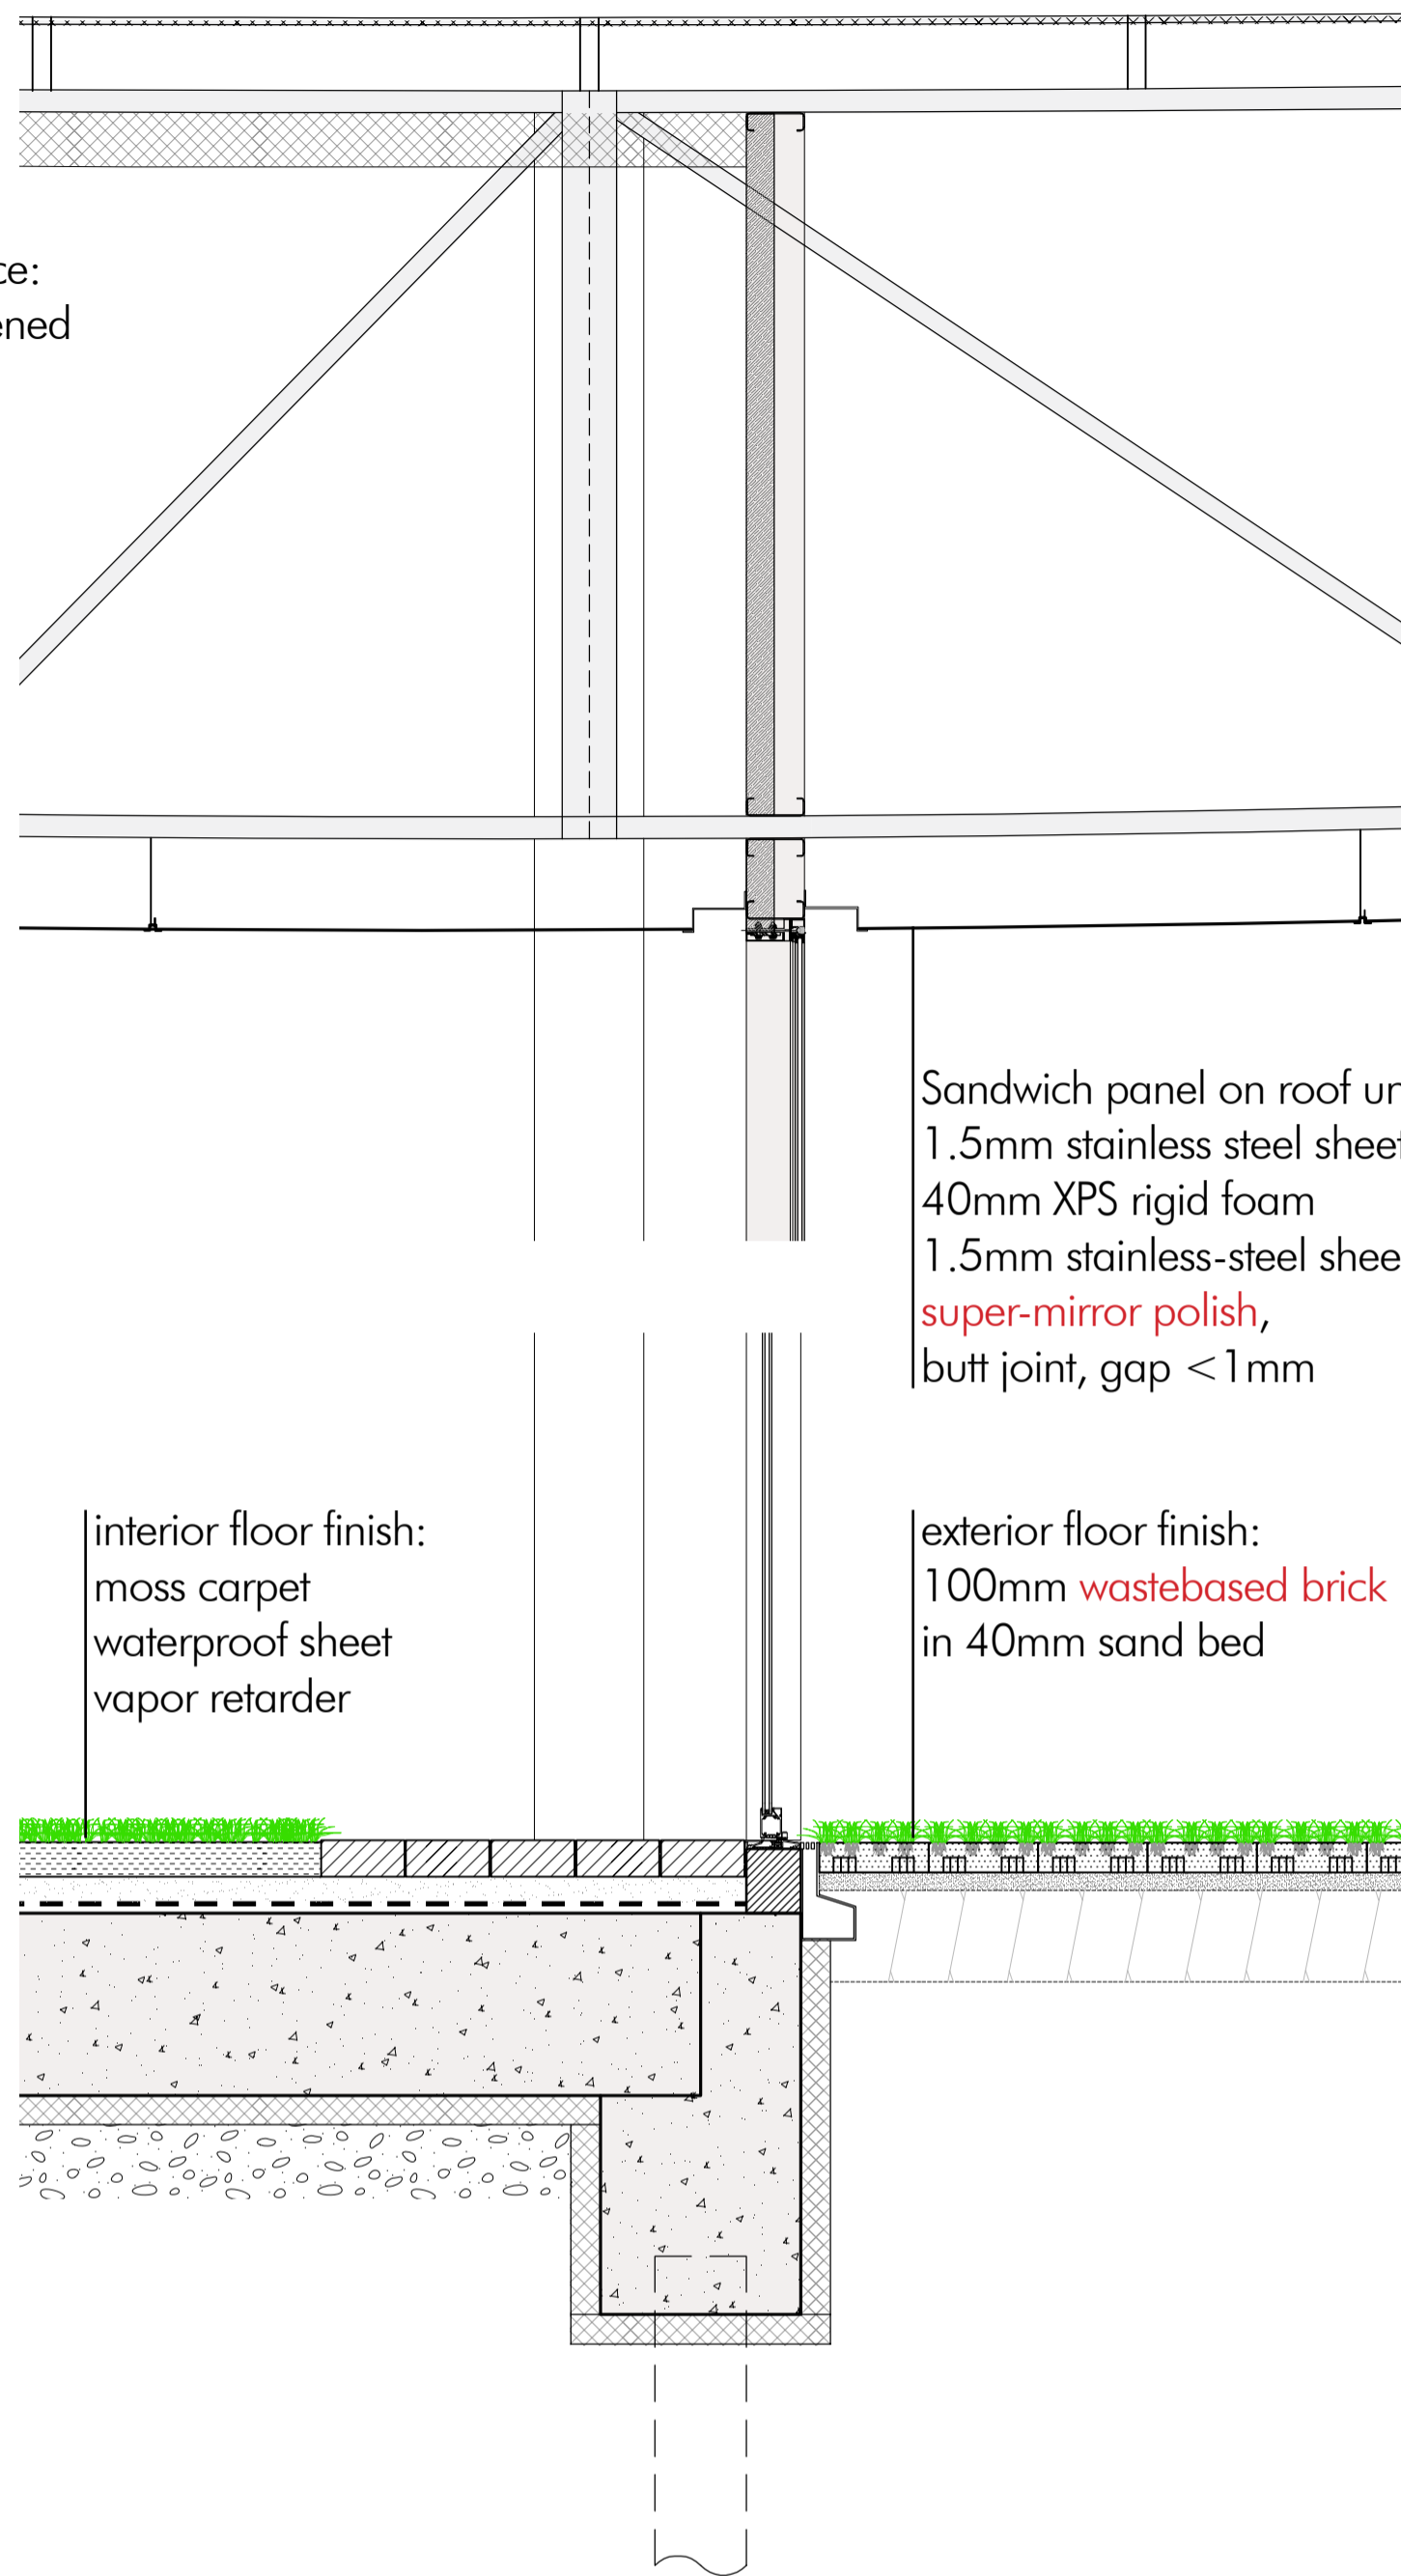 ce:
ened
Sandwich panel on roof un
1.5mm stainless steel sheet
40mm XPS rigid foam
1.5mm stainless-steel shee
super-mirror polish,
butt joint, gap <1mm
interior floor finish:
moss carpet
waterproof sheet
vapor retarder
exterior floor finish:
100mm wastebased brick
in 40mm sand bed